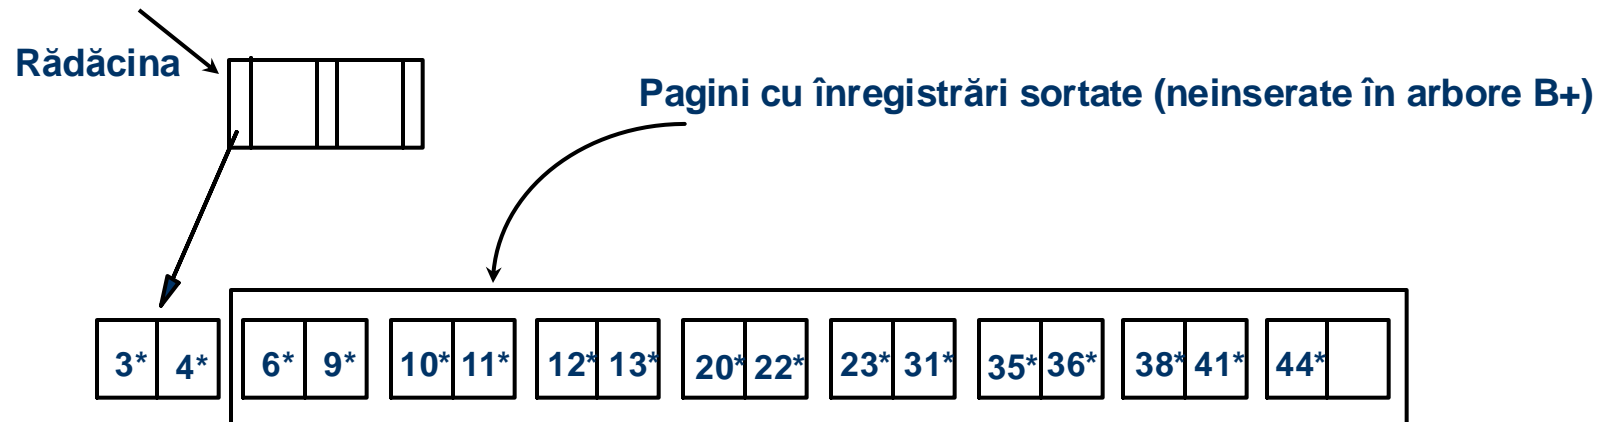 Rădăcina
Pagini cu înregistrări sortate (neinserate în arbore B+)
3* 4* 6* 9* 10* 11* 12* 13* 20* 22* 23* 31* 35* 36* 38* 41* 44*